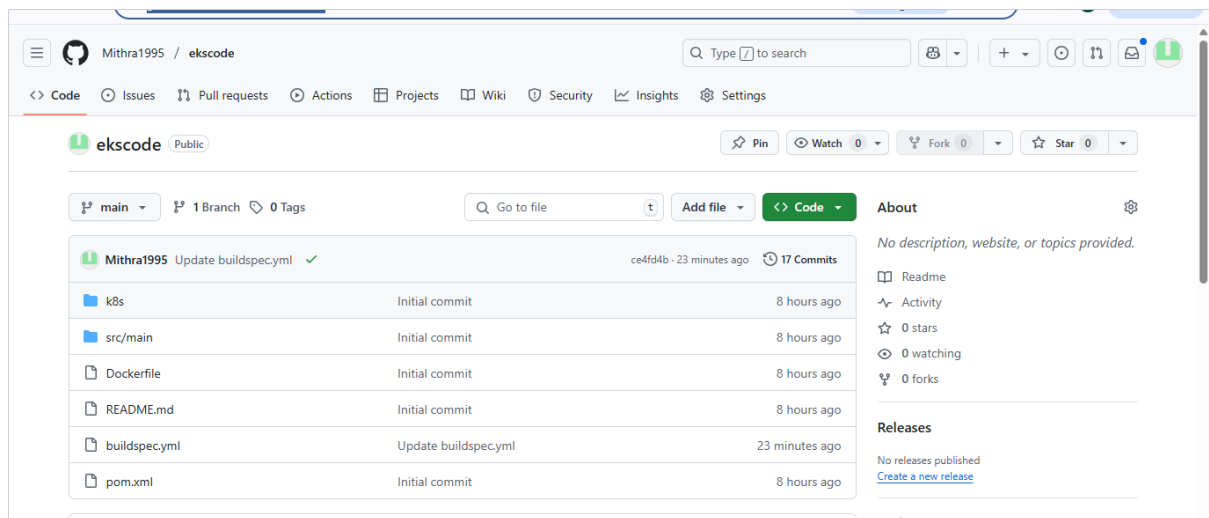 Mithra1995 / ekscode Type / to search
Code Issues Pull requests Actions Projects Wiki Security Insights Settings
ekscode Public Pin Watch 0 Fork 0 Star 0
main 1 Branch 0 Tags Go to file t Add file Code About
No description, website, or topics provided.
Mithra1995 Update buildspec.yml ce4fd4b · 23 minutes ago 17 Commits
Readme
k8s Initial commit 8 hours ago
Activity
src/main Initial commit 8 hours ago
0 stars
0 watching
Dockerfile Initial commit 8 hours ago
0 forks
README.md Initial commit 8 hours ago
Releases
buildspec.yml Update buildspec.yml 23 minutes ago
No releases published
Create a new release
pom.xml Initial commit 8 hours ago